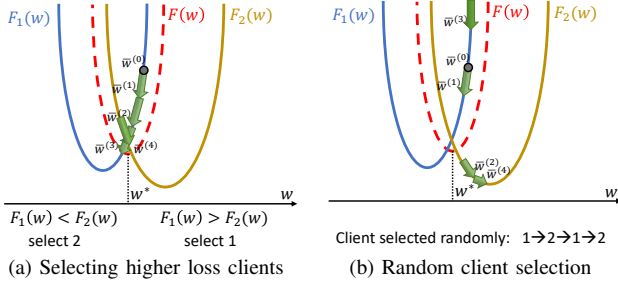 F₁(w) F(w) F₂(w)
w̅⁽⁰⁾
w̅⁽¹⁾
w̅⁽²⁾
w̅⁽³⁾ w̅⁽⁴⁾
w* w
F₁(w) < F₂(w) F₁(w) > F₂(w)
select 2 select 1
(a) Selecting higher loss clients
F₁(w) w̅⁽³⁾ F(w) F₂(w)
w̅⁽⁰⁾
w̅⁽¹⁾
w̅⁽²⁾
w̅⁽⁴⁾
w* w
Client selected randomly: 1→2→1→2
(b) Random client selection